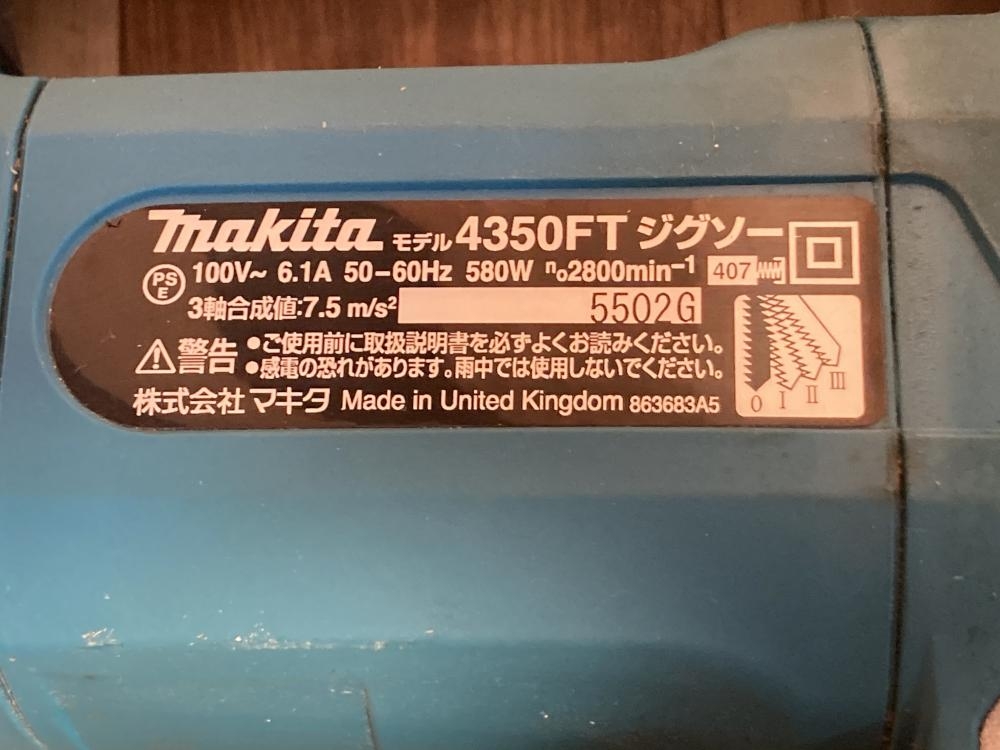 makita モデル 4350FT ジグソー
PS
E
100V~ 6.1A 50-60Hz 580W n₀2800min⁻¹ 407
3軸合成値:7.5 m/s² 5502G
警告 •ご使用前に取扱説明書を必ずよくお読みください。
•感電の恐れがあります。雨中では使用しないでください。
株式会社 マキタ Made in United Kingdom 863683A5
0 I II III